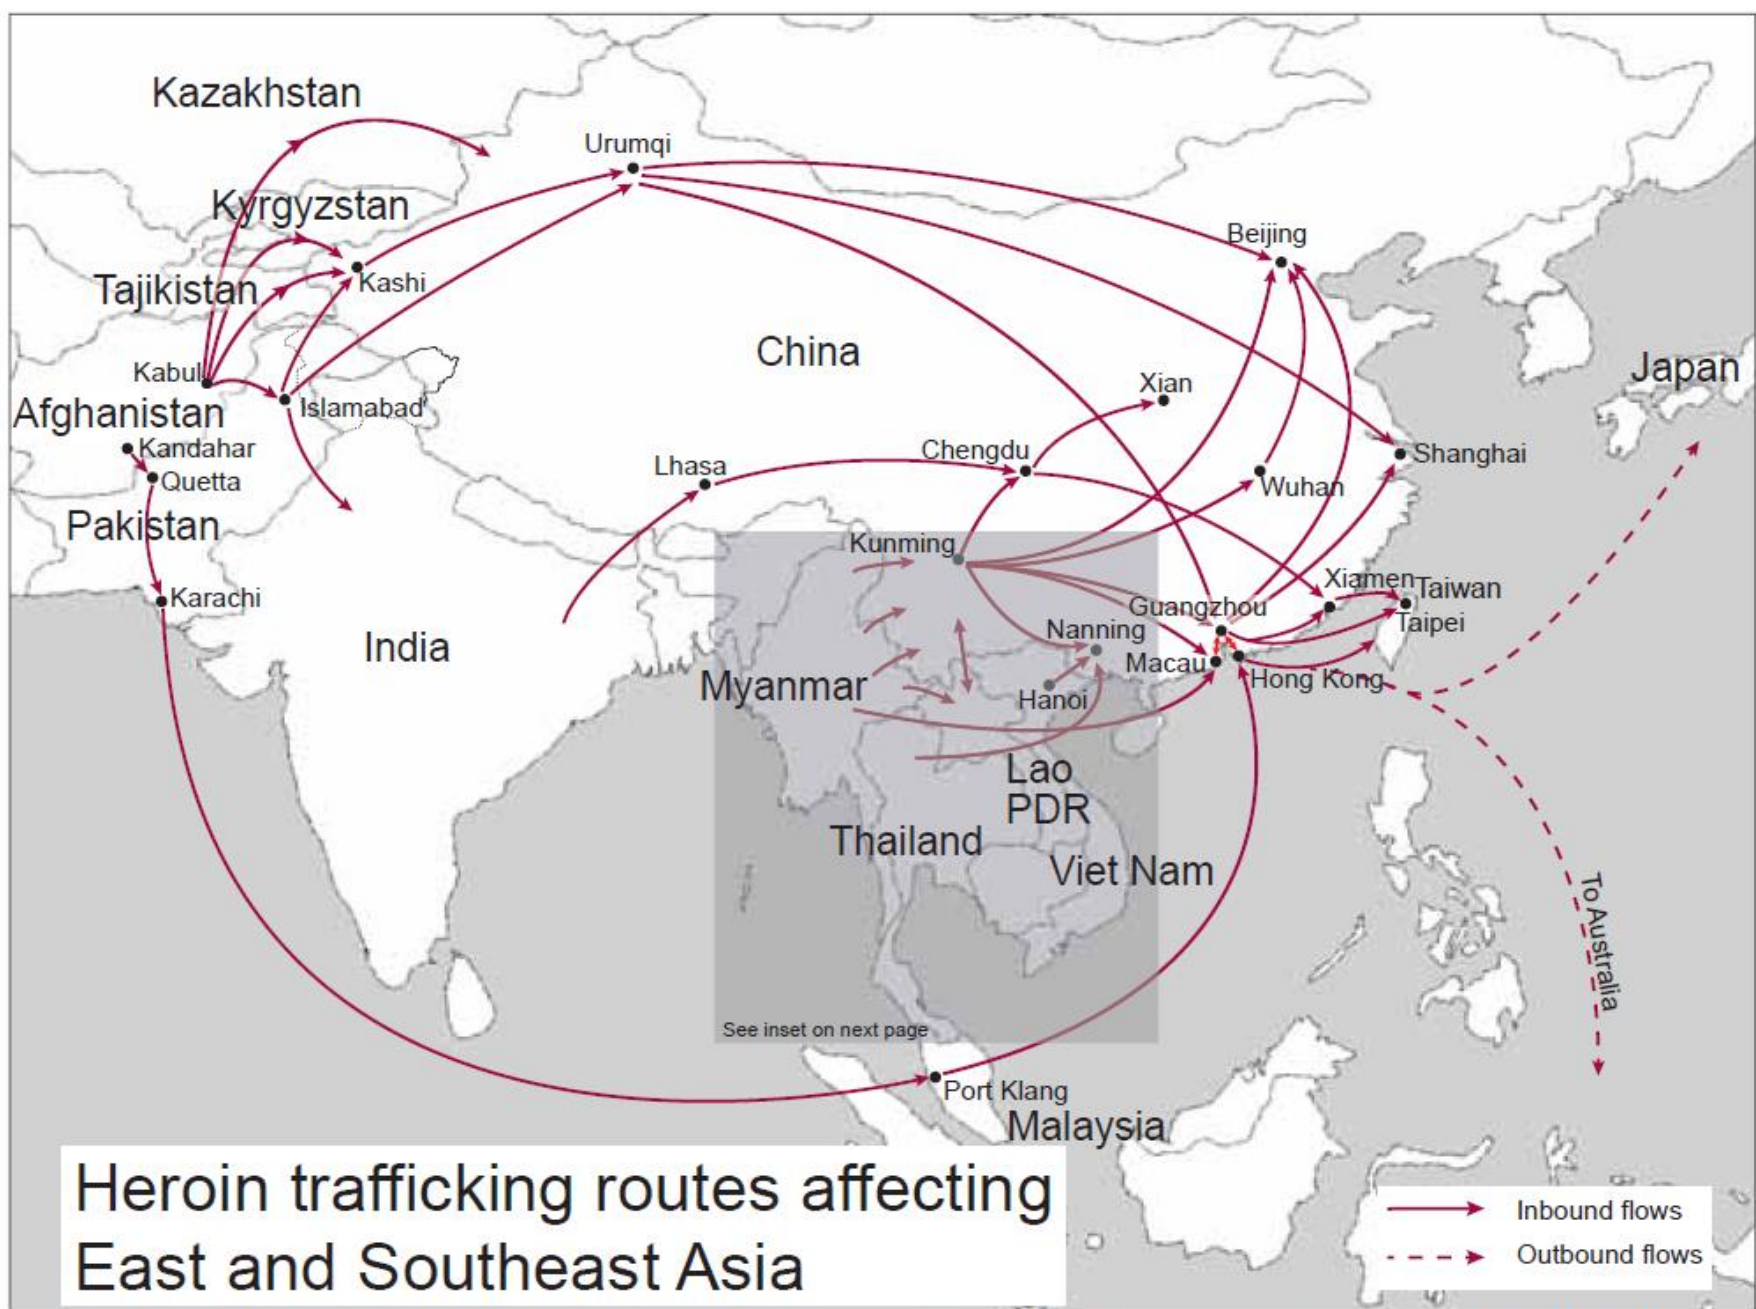 Kazakhstan
Urumqi
Kyrgyzstan
Beijing
Tajikistan
Kashi
China
Japan
Kabul
Xian
Afghanistan
Islamabad
Kandahar
Chengdu
Shanghai
Lhasa
Quetta
Wuhan
Pakistan
Kunming
Xiamen
Taiwan
Karachi
Guangzhou
Taipei
India
Nanning
Macau
Myanmar
Hanoi
Hong Kong
Lao
PDR
Thailand
Viet Nam
To Australia
See inset on next page
Port Klang
Malaysia
Heroin trafficking routes affecting
East and Southeast Asia
Inbound flows
Outbound flows